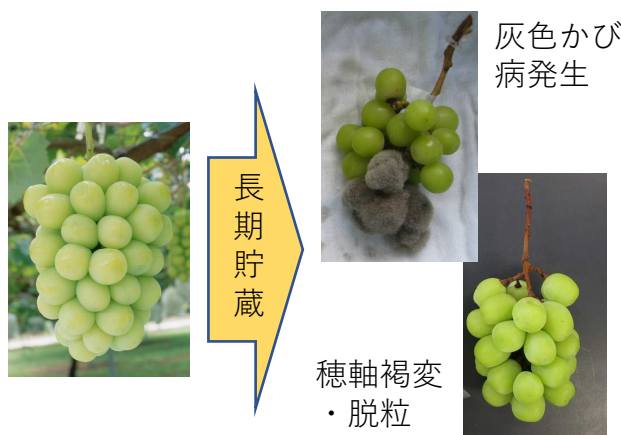 長期貯蔵
灰色かび
病発生
穂軸褐変
・脱粒